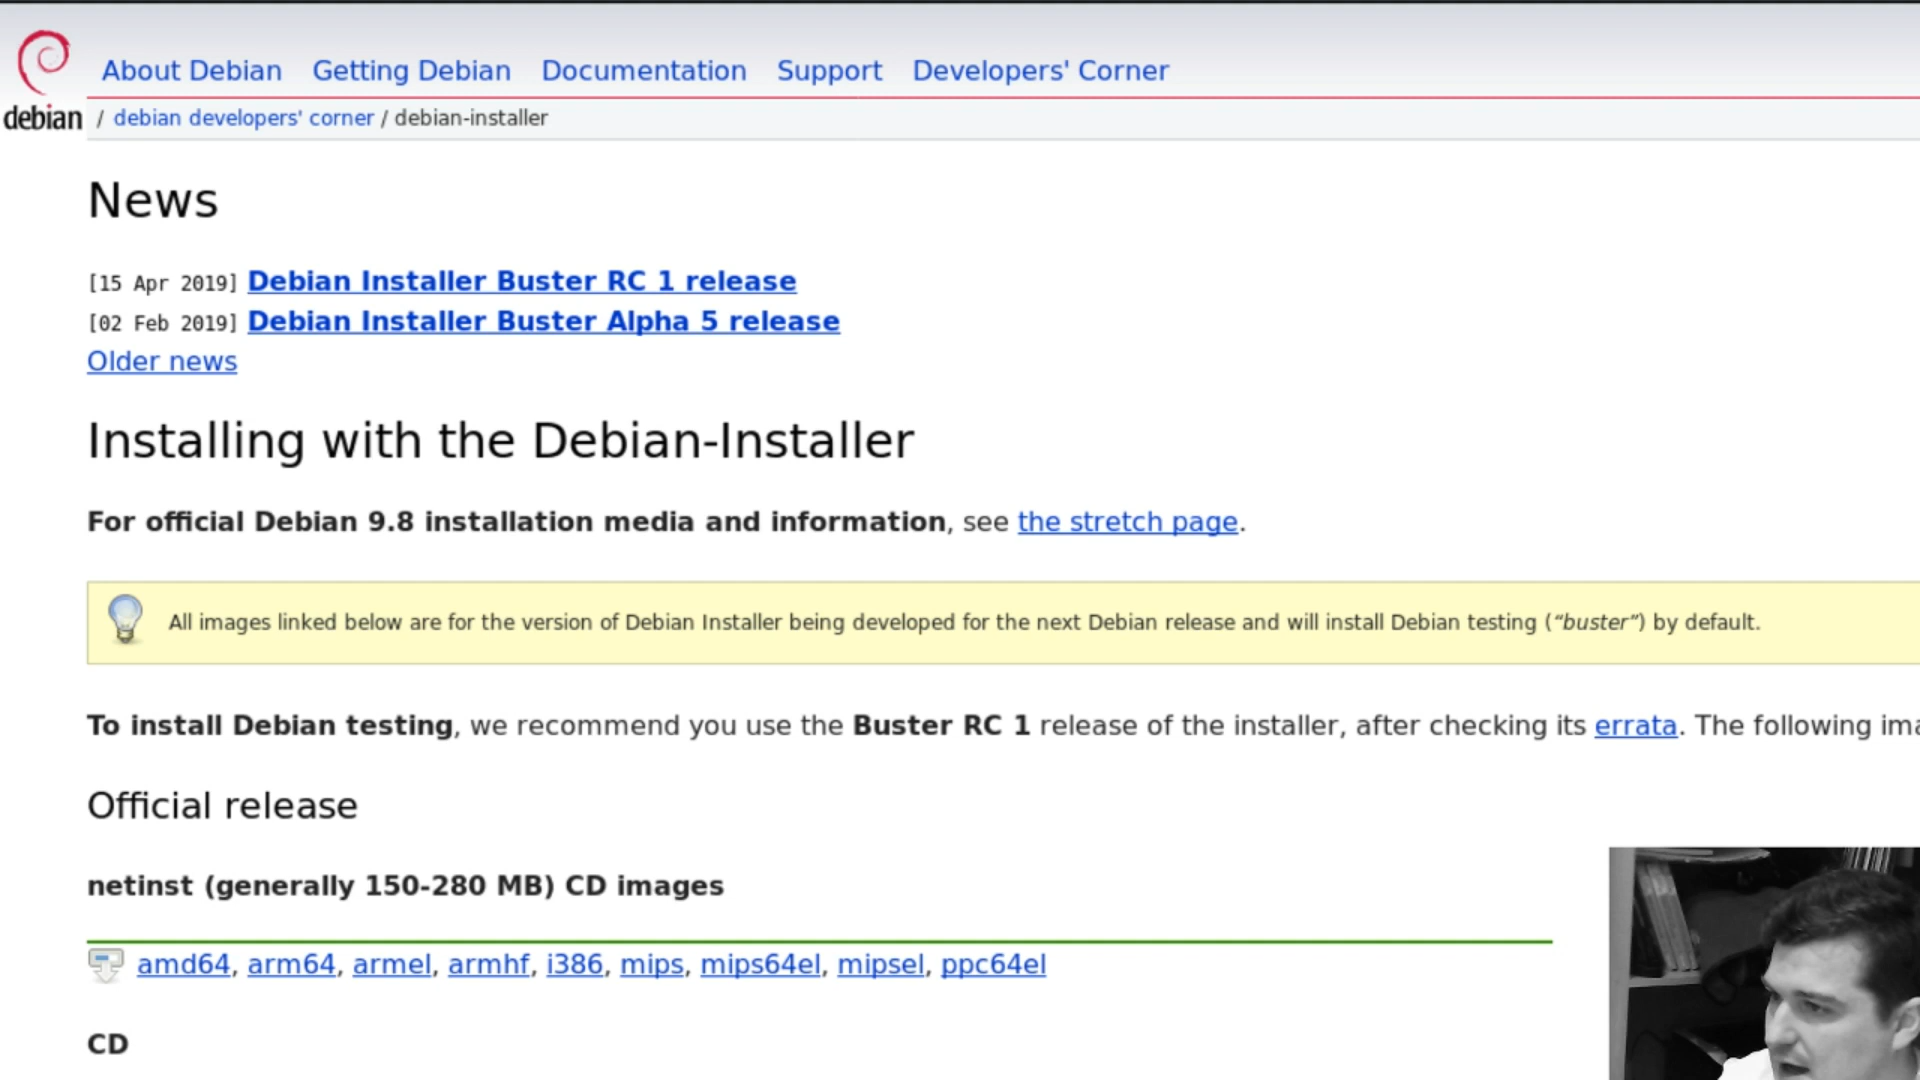 About Debian Getting Debian Documentation Support Developers' Corner
debian / debian developers' corner / debian-installer
News
[15 Apr 2019] Debian Installer Buster RC 1 release
[02 Feb 2019] Debian Installer Buster Alpha 5 release
Older news
Installing with the Debian-Installer
For official Debian 9.8 installation media and information, see the stretch page.
All images linked below are for the version of Debian Installer being developed for the next Debian release and will install Debian testing (“buster”) by default.
To install Debian testing, we recommend you use the Buster RC 1 release of the installer, after checking its errata. The following
Official release
netinst (generally 150-280 MB) CD images
amd64, arm64, armel, armhf, i386, mips, mips64el, mipsel, ppc64el
CD